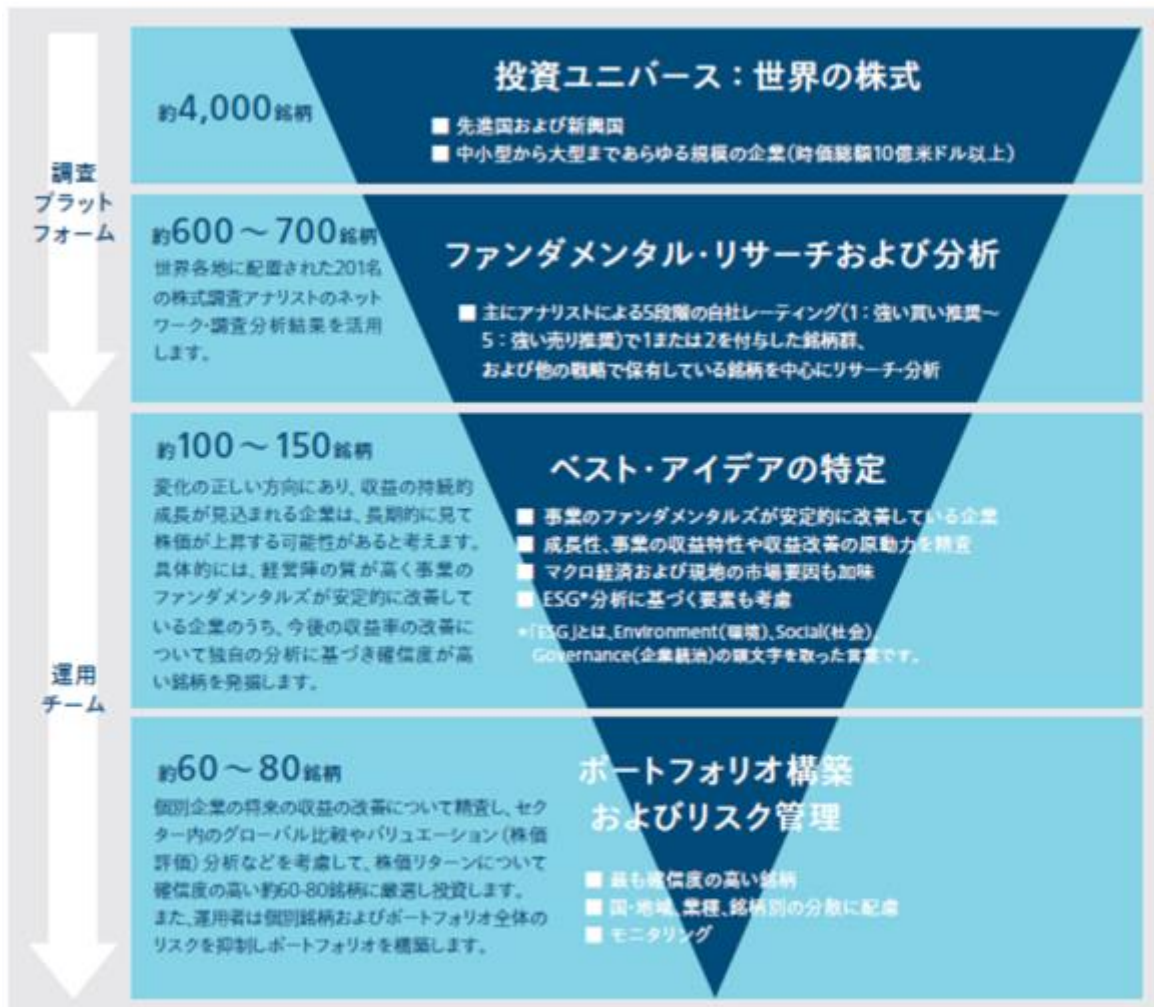 調査
プラット
フォーム
約4,000銘柄
投資ユニバース：世界の株式
■ 先進国および新興国
■ 中小型から大型まであらゆる規模の企業(時価総額10億米ドル以上)
約600～700銘柄
世界各地に配置された201名
の株式調査アナリストのネット
ワーク・調査分析結果を活用
します。
ファンダメンタル・リサーチおよび分析
■ 主にアナリストによる5段階の自社レーティング(1：強い買い推奨～
5：強い売り推奨)で1または2を付与した銘柄群、
および他の戦略で保有している銘柄を中心にリサーチ・分析
運用
チーム
約100～150銘柄
変化の正しい方向にあり、収益の持続的
成長が見込まれる企業は、長期的に見て
株価が上昇する可能性があると考えます。
具体的には、経営陣の質が高く事業の
ファンダメンタルズが安定的に改善して
いる企業のうち、今後の収益率の改善に
ついて独自の分析に基づき確信度が高
い銘柄を発掘します。
ベスト・アイデアの特定
■ 事業のファンダメンタルズが安定的に改善している企業
■ 成長性、事業の収益特性や収益改善の原動力を精査
■ マクロ経済および現地の市場要因も加味
■ ESG*分析に基づく要素も考慮
*「ESG」とは、Environment(環境)、Social(社会)、
Governance(企業統治)の頭文字を取った言葉です。
約60～80銘柄
個別企業の将来の収益の改善について精査し、セク
ター内のグローバル比較やバリュエーション(株価
評価)分析などを考慮して、株価リターンについて
確信度の高い約60-80銘柄に厳選し投資します。
また、運用者は個別銘柄およびポートフォリオ全体の
リスクを抑制しポートフォリオを構築します。
ポートフォリオ構築
およびリスク管理
■ 最も確信度の高い銘柄
■ 国・地域、業種、銘柄別の分散に配慮
■ モニタリング